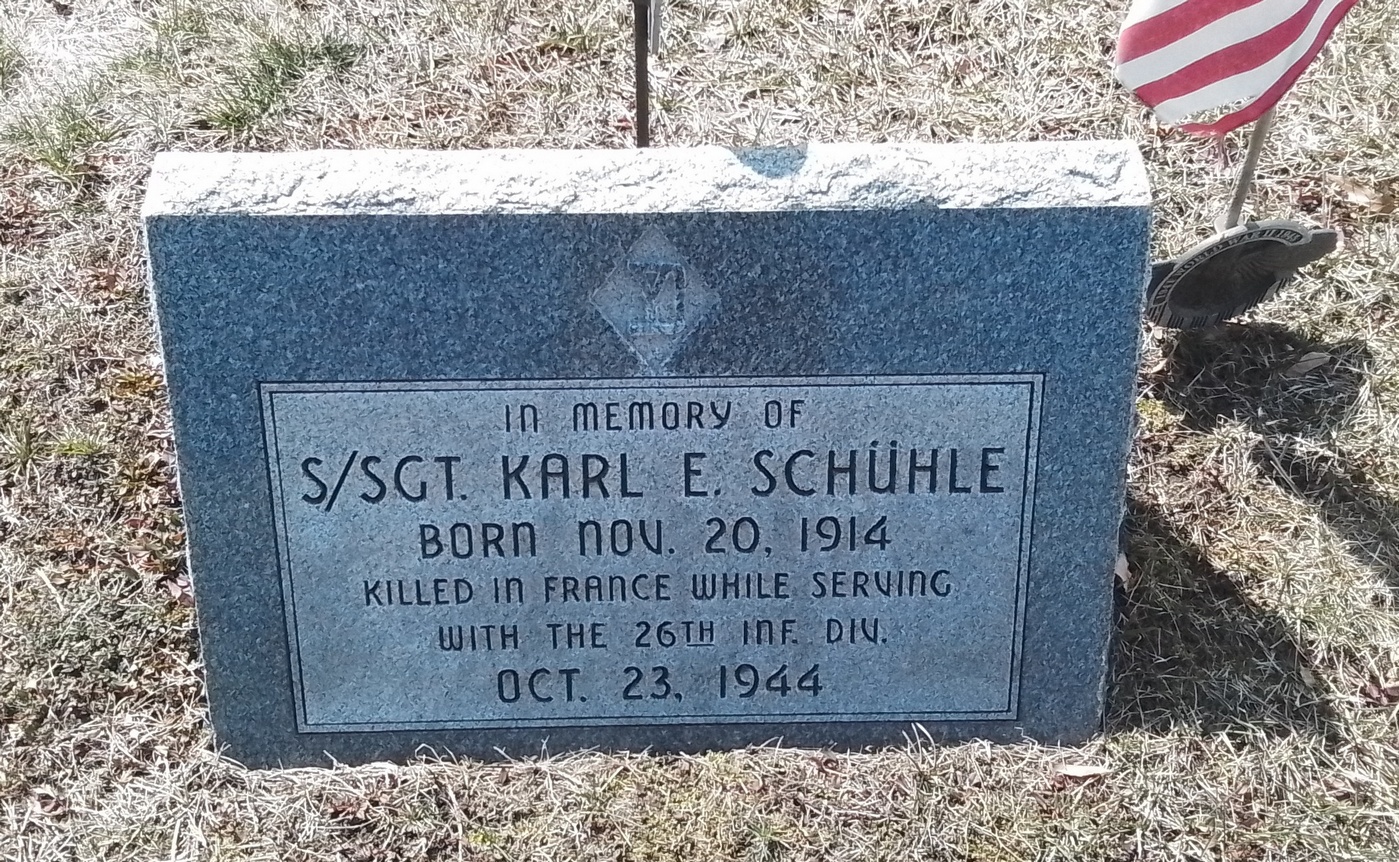 IN MEMORY OF
S/SGT. KARL E. SCHÜHLE
BORN NOV. 20, 1914
KILLED IN FRANCE WHILE SERVING
WITH THE 26TH INF. DIV.
OCT. 23, 1944